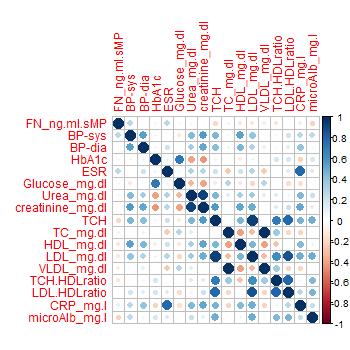 FN_ng.ml.sMP
BP-sys
BP-dia
HbA1c
ESR
Glucose_mg.dl
Urea_mg.dl
creatinine_mg.dl
TCH
TC_mg.dl
HDL_mg.dl
LDL_mg.dl
VLDL_mg.dl
TCH.HDLratio
LDL.HDLratio
CRP_mg.l
microAlb_mg.l
FN_ng.ml.sMP
BP-sys
BP-dia
HbA1c
ESR
Glucose_mg.dl
Urea_mg.dl
creatinine_mg.dl
TCH
TC_mg.dl
HDL_mg.dl
LDL_mg.dl
VLDL_mg.dl
TCH.HDLratio
LDL.HDLratio
CRP_mg.l
microAlb_mg.l
1
0.8
0.6
0.4
0.2
0
-0.2
-0.4
-0.6
-0.8
-1